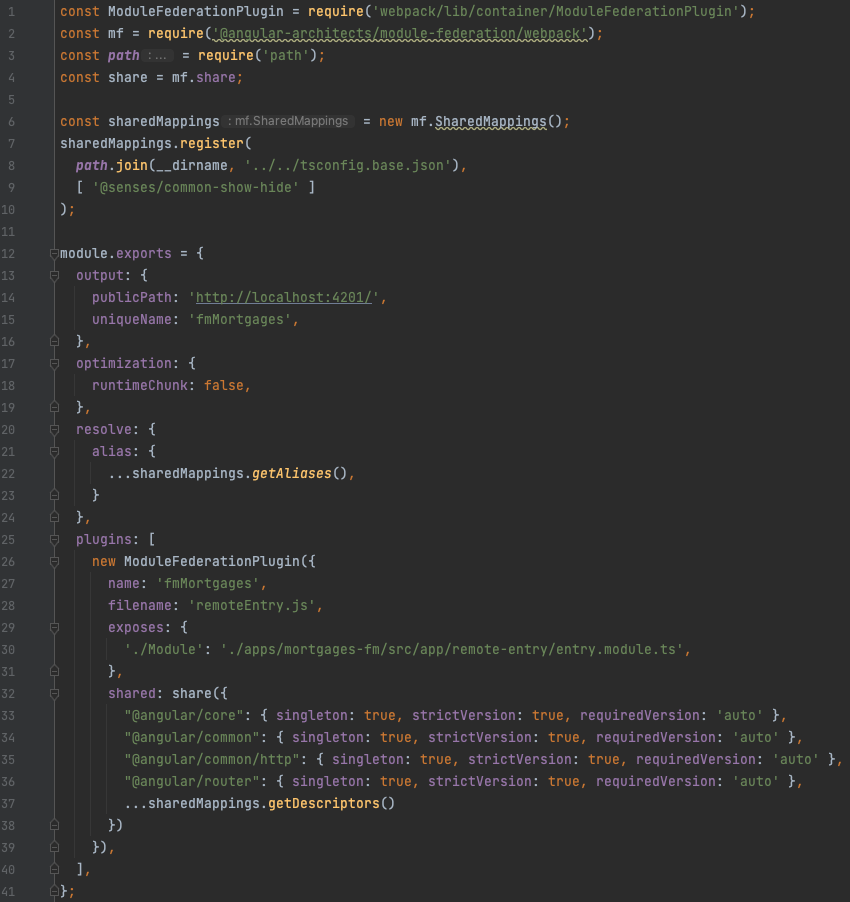 1 const ModuleFederationPlugin = require('webpack/lib/container/ModuleFederationPlugin');
2 const mf = require('@angular-architects/module-federation/webpack');
3 const path : ... = require('path');
4 const share = mf.share;
5
6 const sharedMappings : mf.SharedMappings = new mf.SharedMappings();
7 sharedMappings.register(
8   path.join(__dirname, '../../tsconfig.base.json'),
9   [ '@senses/common-show-hide' ]
10 );
11
12 module.exports = {
13   output: {
14     publicPath: 'http://localhost:4201/',
15     uniqueName: 'fmMortgages',
16   },
17   optimization: {
18     runtimeChunk: false,
19   },
20   resolve: {
21     alias: {
22       ...sharedMappings.getAliases(),
23     }
24   },
25   plugins: [
26     new ModuleFederationPlugin({
27       name: 'fmMortgages',
28       filename: 'remoteEntry.js',
29       exposes: {
30         './Module': './apps/mortgages-fm/src/app/remote-entry/entry.module.ts',
31       },
32       shared: share({
33         "@angular/core": { singleton: true, strictVersion: true, requiredVersion: 'auto' },
34         "@angular/common": { singleton: true, strictVersion: true, requiredVersion: 'auto' },
35         "@angular/common/http": { singleton: true, strictVersion: true, requiredVersion: 'auto' },
36         "@angular/router": { singleton: true, strictVersion: true, requiredVersion: 'auto' },
37         ...sharedMappings.getDescriptors()
38       })
39     }),
40   ],
41 };